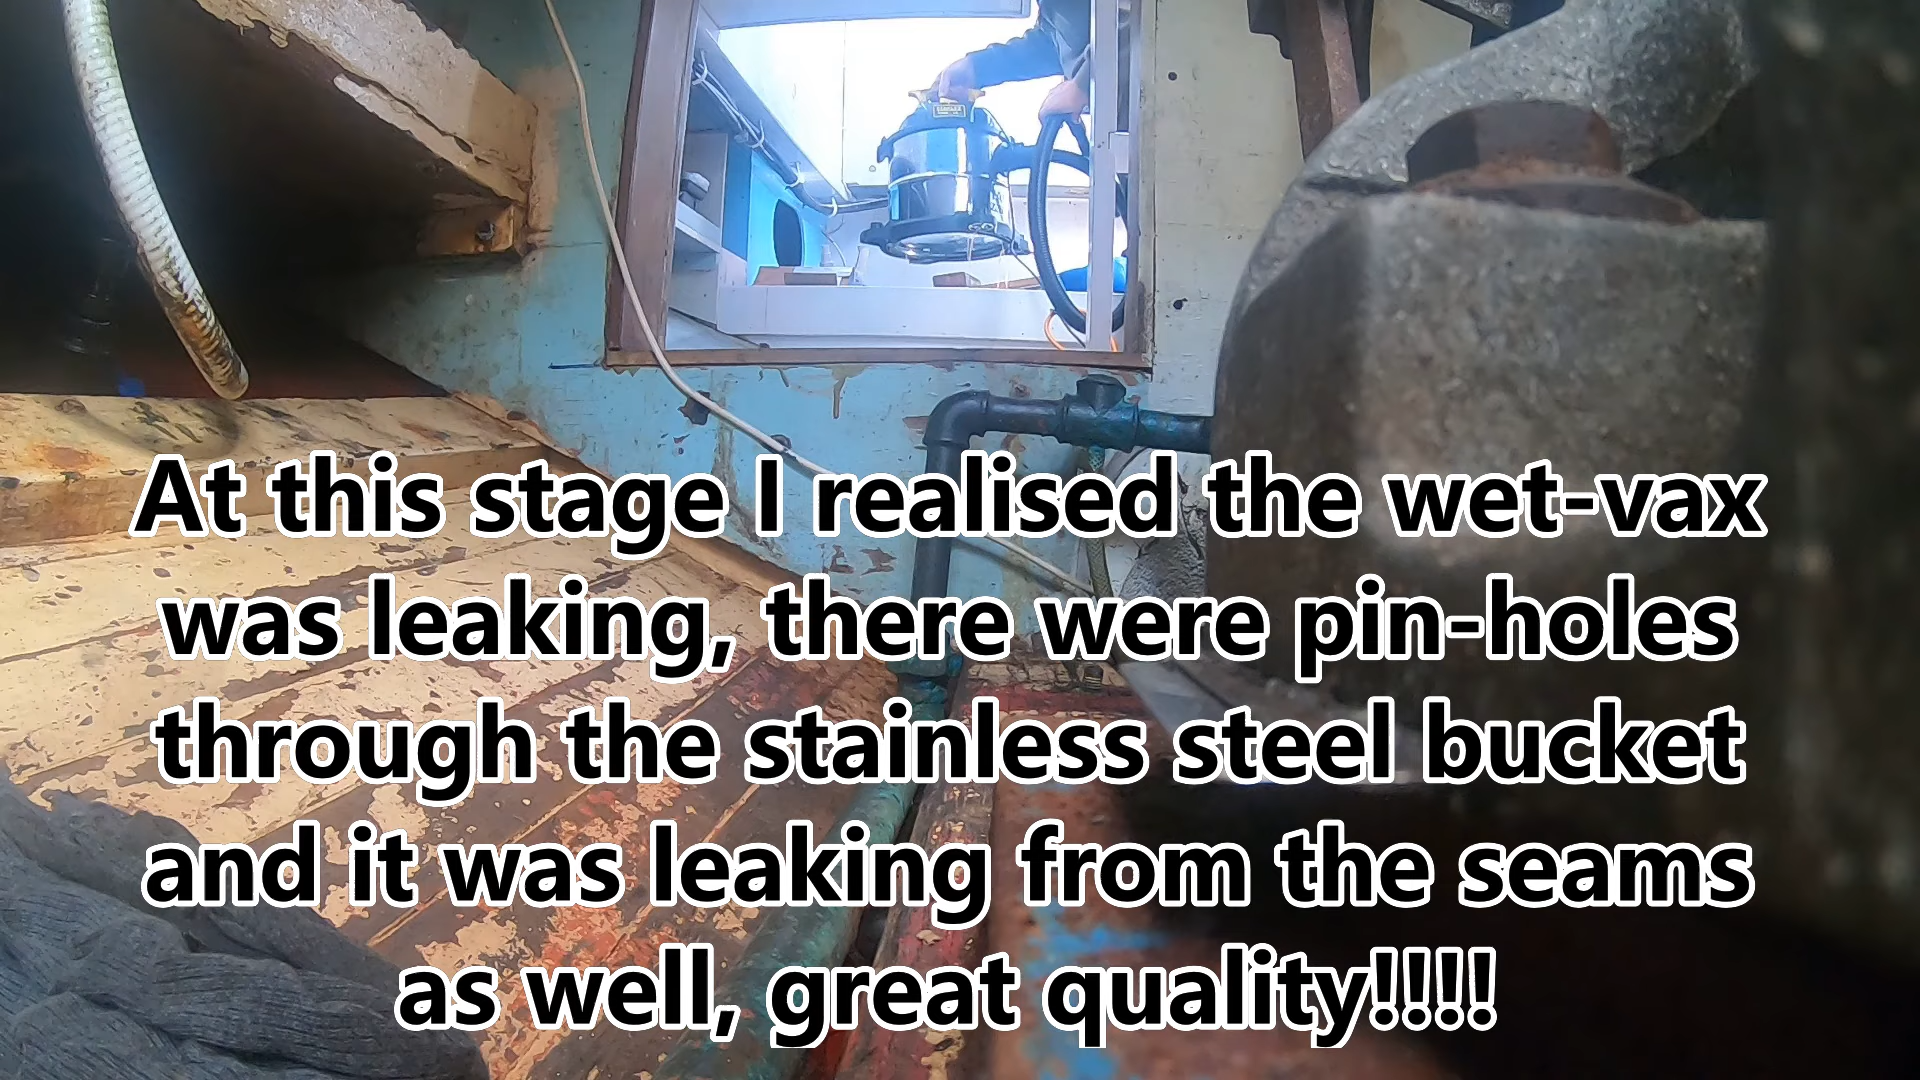 At this stage I realised the wet-vax
was leaking, there were pin-holes
through the stainless steel bucket
and it was leaking from the seams
as well, great quality!!!!